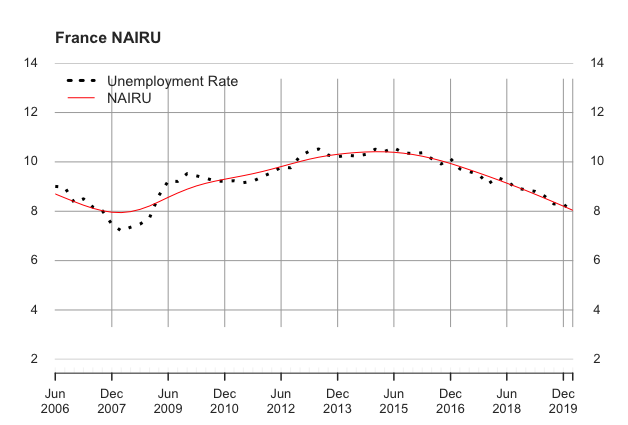 France NAIRU
14 14
Unemployment Rate
NAIRU
12 12
10 10
8 8
6 6
4 4
2 2
Jun Dec Jun Dec Jun Dec Jun Dec Jun Dec
2006 2007 2009 2010 2012 2013 2015 2016 2018 2019